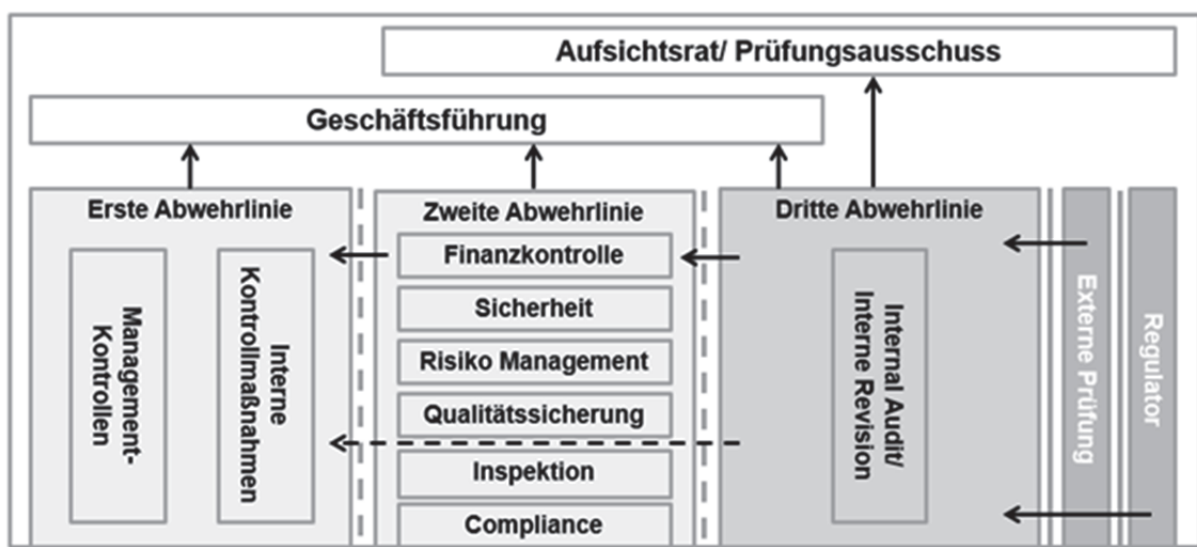 Aufsichtsrat/ Prüfungsausschuss
Geschäftsführung
Erste Abwehrlinie
Management-
Kontrollen
Interne
Kontrollmaßnahmen
Zweite Abwehrlinie
Finanzkontrolle
Sicherheit
Risiko Management
Qualitätssicherung
Inspektion
Compliance
Dritte Abwehrlinie
Internal Audit/
Interne Revision
Externe Prüfung
Regulator